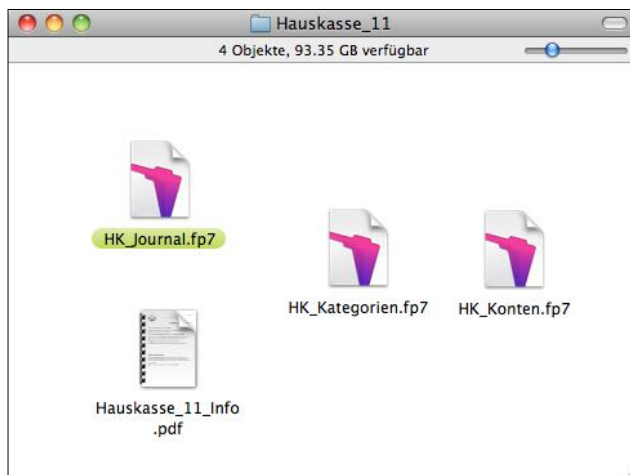 Hauskasse_11
4 Objekte, 93.35 GB verfügbar
HK_Journal.fp7
HK_Kategorien.fp7
HK_Konten.fp7
Hauskasse_11_Info
.pdf